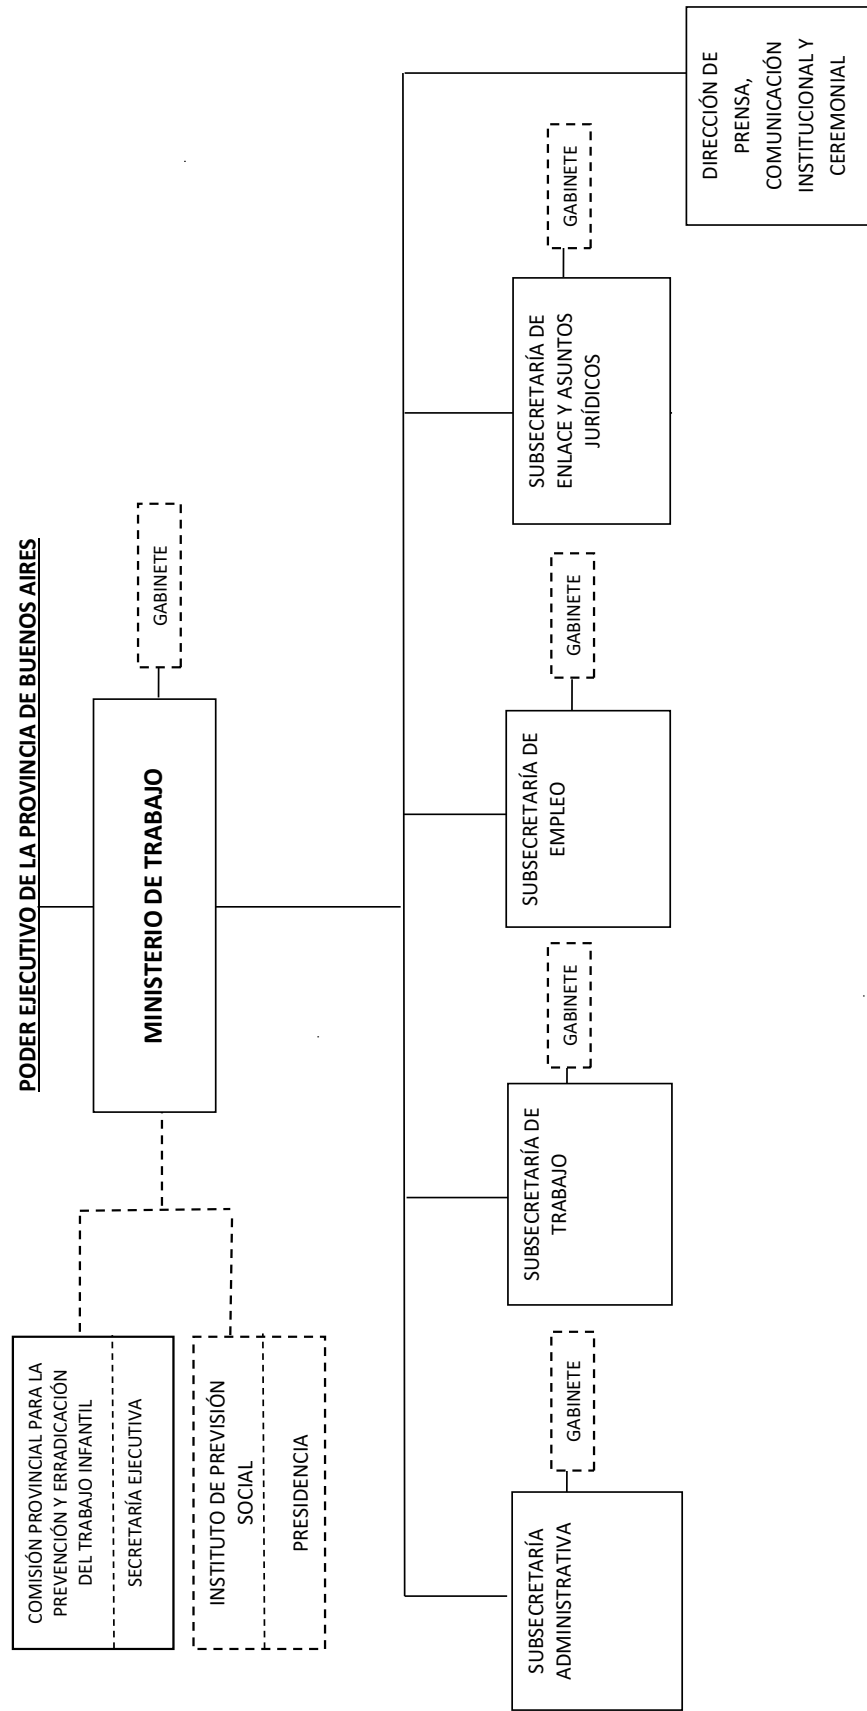 PODER EJECUTIVO DE LA PROVINCIA DE BUENOS AIRES
COMISIÓN PROVINCIAL PARA LA
PREVENCIÓN Y ERRADICACIÓN
DEL TRABAJO INFANTIL
SECRETARÍA EJECUTIVA
INSTITUTO DE PREVISIÓN
SOCIAL
PRESIDENCIA
MINISTERIO DE TRABAJO
GABINETE
SUBSECRETARÍA
ADMINISTRATIVA
GABINETE
SUBSECRETARÍA DE
TRABAJO
GABINETE
SUBSECRETARÍA DE
EMPLEO
GABINETE
SUBSECRETARÍA DE
ENLACE Y ASUNTOS
JURÍDICOS
GABINETE
DIRECCIÓN DE
PRENSA,
COMUNICACIÓN
INSTITUCIONAL Y
CEREMONIAL